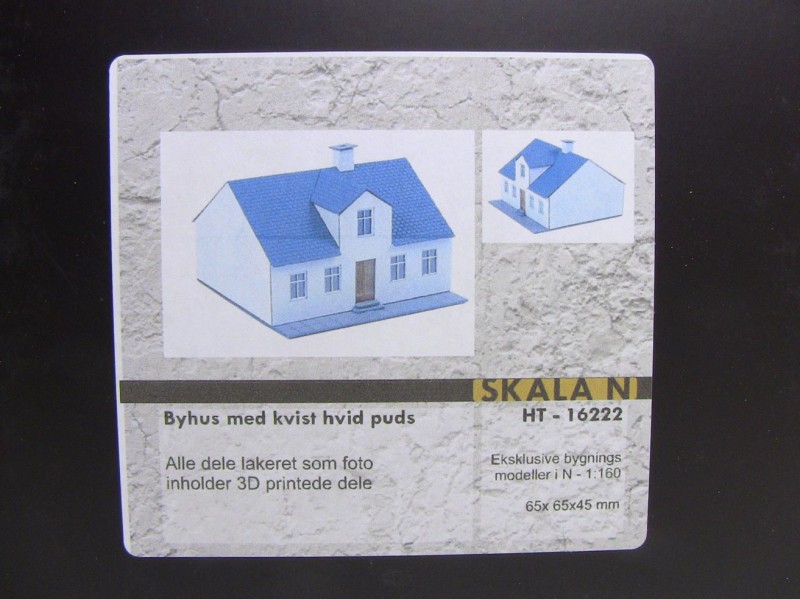 SKALA N
Byhus med kvist hvid puds
HT - 16222
Alle dele lakeret som foto
inholder 3D printede dele
Eksklusive bygnings
modeller i N - 1:160
65x 65x45 mm